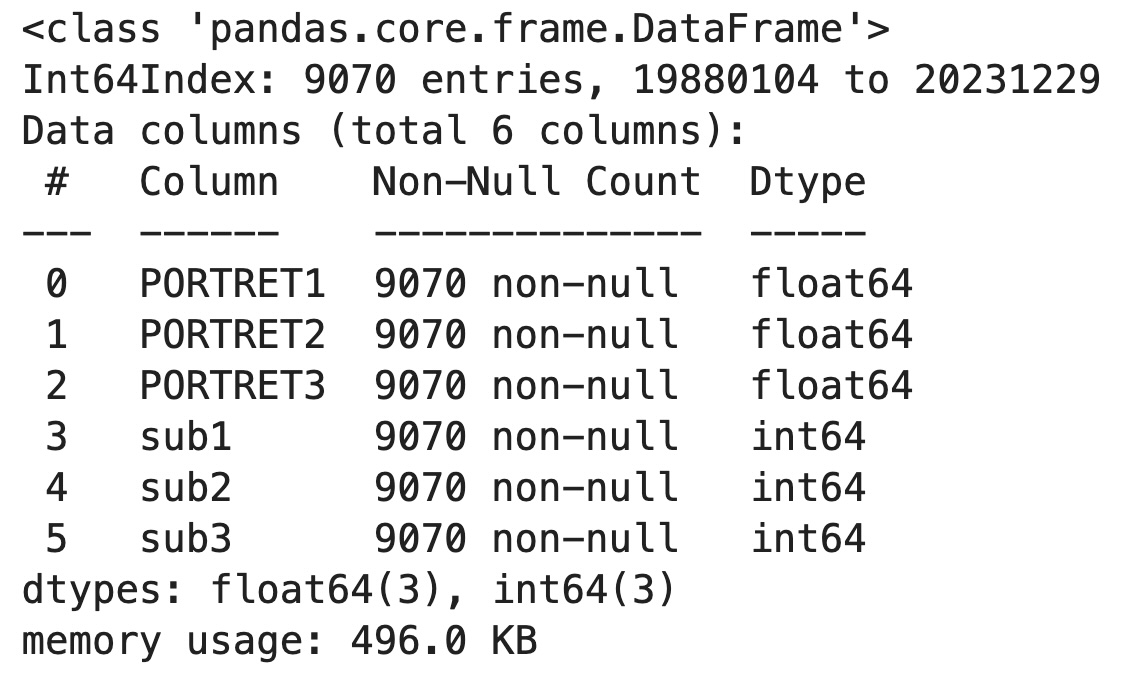 <class 'pandas.core.frame.DataFrame'>
Int64Index: 9070 entries, 19880104 to 20231229
Data columns (total 6 columns):
 #   Column    Non-Null Count  Dtype
---  ------    --------------  -----
 0   PORTRET1  9070 non-null   float64
 1   PORTRET2  9070 non-null   float64
 2   PORTRET3  9070 non-null   float64
 3   sub1      9070 non-null   int64
 4   sub2      9070 non-null   int64
 5   sub3      9070 non-null   int64
dtypes: float64(3), int64(3)
memory usage: 496.0 KB